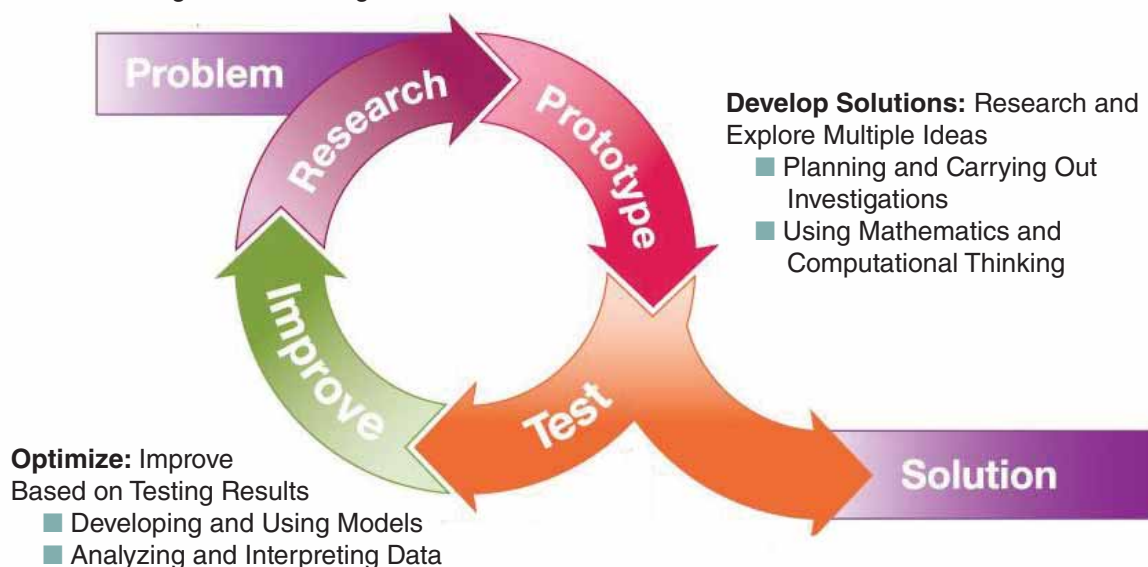 Problem
Research
Prototype
Develop Solutions: Research and
Explore Multiple Ideas
■ Planning and Carrying Out
Investigations
■ Using Mathematics and
Computational Thinking
Improve
Test
Optimize: Improve
Based on Testing Results
■ Developing and Using Models
■ Analyzing and Interpreting Data
Solution